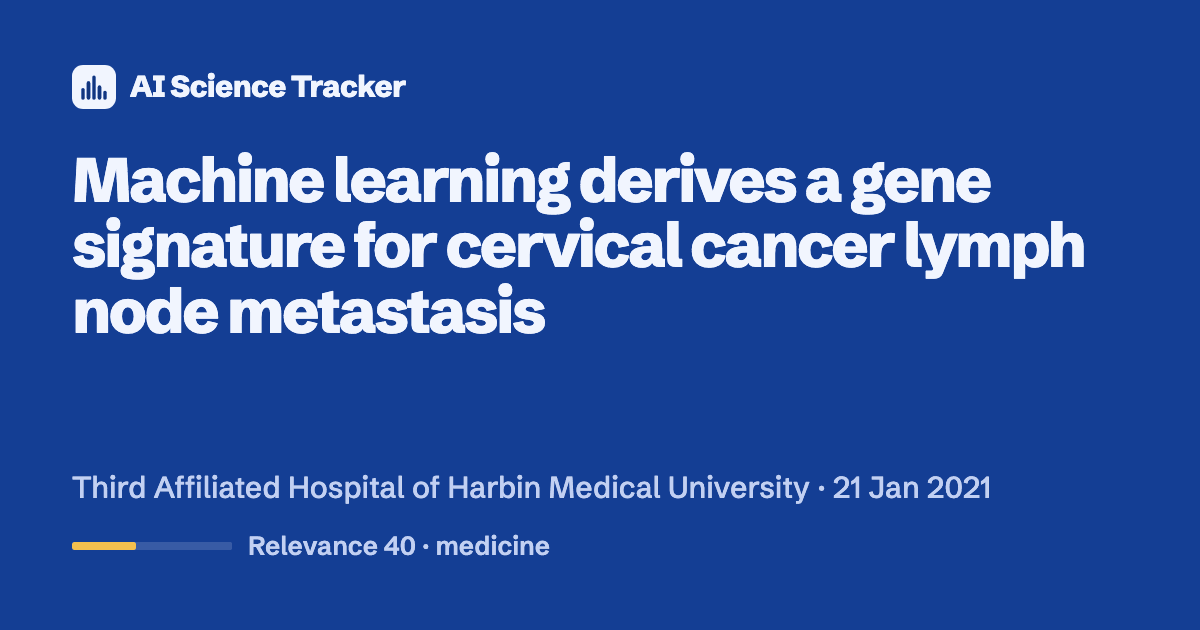 AI Science Tracker
Machine learning derives a gene
signature for cervical cancer lymph
node metastasis
Third Affiliated Hospital of Harbin Medical University · 21 Jan 2021
Relevance 40 · medicine